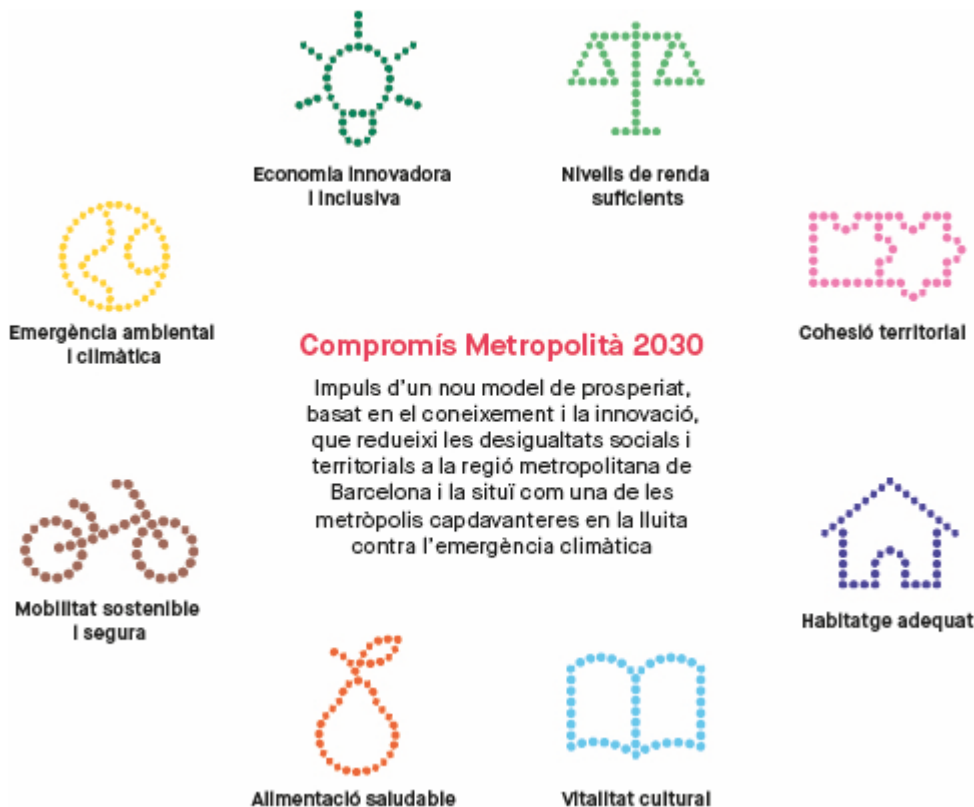 Economia innovadora
i inclusiva
Nivells de renda
suficients
Emergència ambiental
i climàtica
Cohesió territorial
Compromís Metropolità 2030
Impuls d'un nou model de prosperiat,
basat en el coneixement i la innovació,
que redueixi les desigualtats socials i
territorials a la regió metropolitana de
Barcelona i la situï com una de les
metròpolis capdavanteres en la lluita
contra l'emergència climàtica
Mobilitat sostenible
i segura
Habitatge adequat
Alimentació saludable
Vitalitat cultural